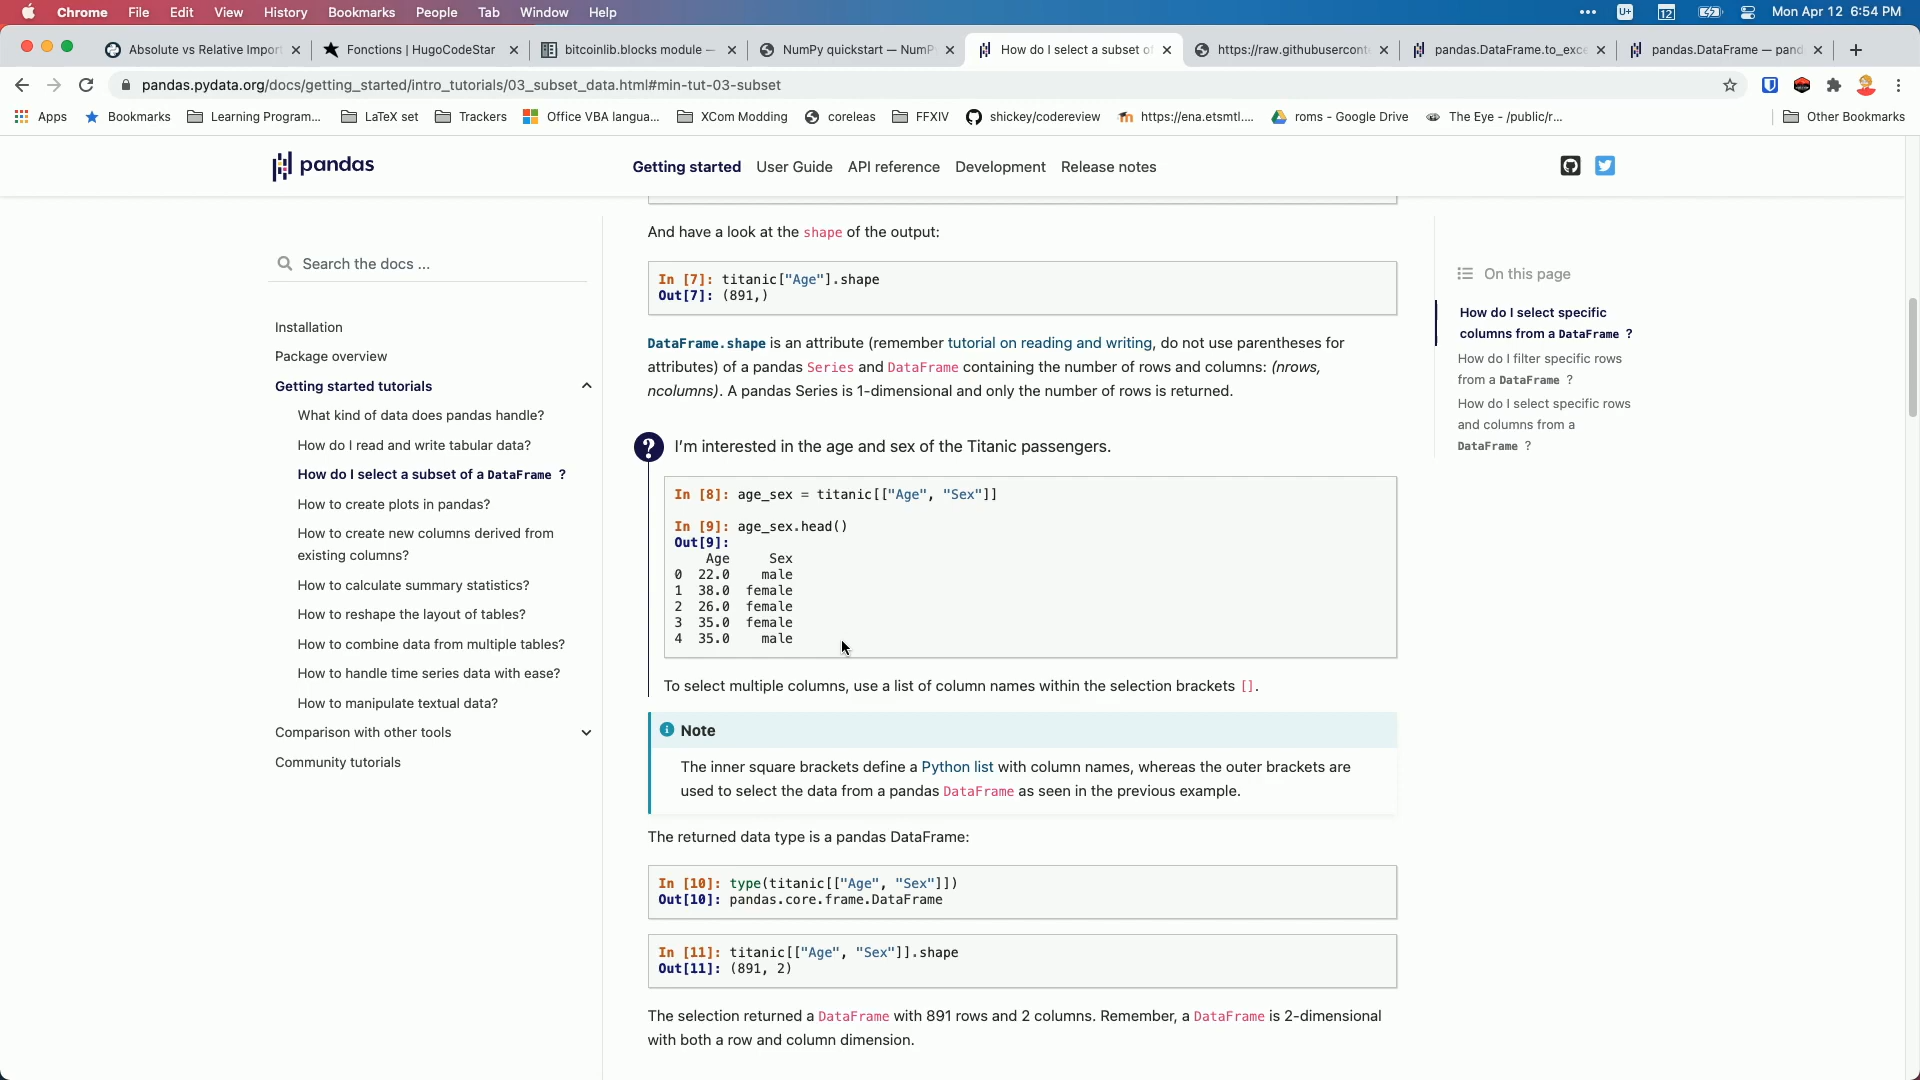 Chrome File Edit View History Bookmarks People Tab Window Help ••• U+ 12 Mon Apr 12 6:54 PM
Absolute vs Relative Import Fonctions | HugoCodeStar bitcoinlib.blocks module — NumPy quickstart — NumP How do I select a subset of https://raw.githubuserconte pandas.DataFrame.to_exce pandas.DataFrame — pand
pandas.pydata.org/docs/getting_started/intro_tutorials/03_subset_data.html#min-tut-03-subset
Apps Bookmarks Learning Program... LaTeX set Trackers Office VBA langua... XCom Modding coreleas FFXIV shickey/codereview https://ena.etsmtl.... roms - Google Drive The Eye - /public/r... Other Bookmarks
pandas Getting started User Guide API reference Development Release notes
Search the docs ...
Installation
Package overview
Getting started tutorials
What kind of data does pandas handle?
How do I read and write tabular data?
How do I select a subset of a DataFrame ?
How to create plots in pandas?
How to create new columns derived from
existing columns?
How to calculate summary statistics?
How to reshape the layout of tables?
How to combine data from multiple tables?
How to handle time series data with ease?
How to manipulate textual data?
Comparison with other tools
Community tutorials
And have a look at the shape of the output:
In [7]: titanic["Age"].shape
Out[7]: (891,)
DataFrame.shape is an attribute (remember tutorial on reading and writing, do not use parentheses for
attributes) of a pandas Series and DataFrame containing the number of rows and columns: (nrows,
ncolumns). A pandas Series is 1-dimensional and only the number of rows is returned.
? I'm interested in the age and sex of the Titanic passengers.
In [8]: age_sex = titanic[["Age", "Sex"]]
In [9]: age_sex.head()
Out[9]:
Age Sex
0 22.0 male
1 38.0 female
2 26.0 female
3 35.0 female
4 35.0 male
To select multiple columns, use a list of column names within the selection brackets [].
Note
The inner square brackets define a Python list with column names, whereas the outer brackets are
used to select the data from a pandas DataFrame as seen in the previous example.
The returned data type is a pandas DataFrame:
In [10]: type(titanic[["Age", "Sex"]])
Out[10]: pandas.core.frame.DataFrame
In [11]: titanic[["Age", "Sex"]].shape
Out[11]: (891, 2)
The selection returned a DataFrame with 891 rows and 2 columns. Remember, a DataFrame is 2-dimensional
with both a row and column dimension.
On this page
How do I select specific
columns from a DataFrame ?
How do I filter specific rows
from a DataFrame ?
How do I select specific rows
and columns from a
DataFrame ?